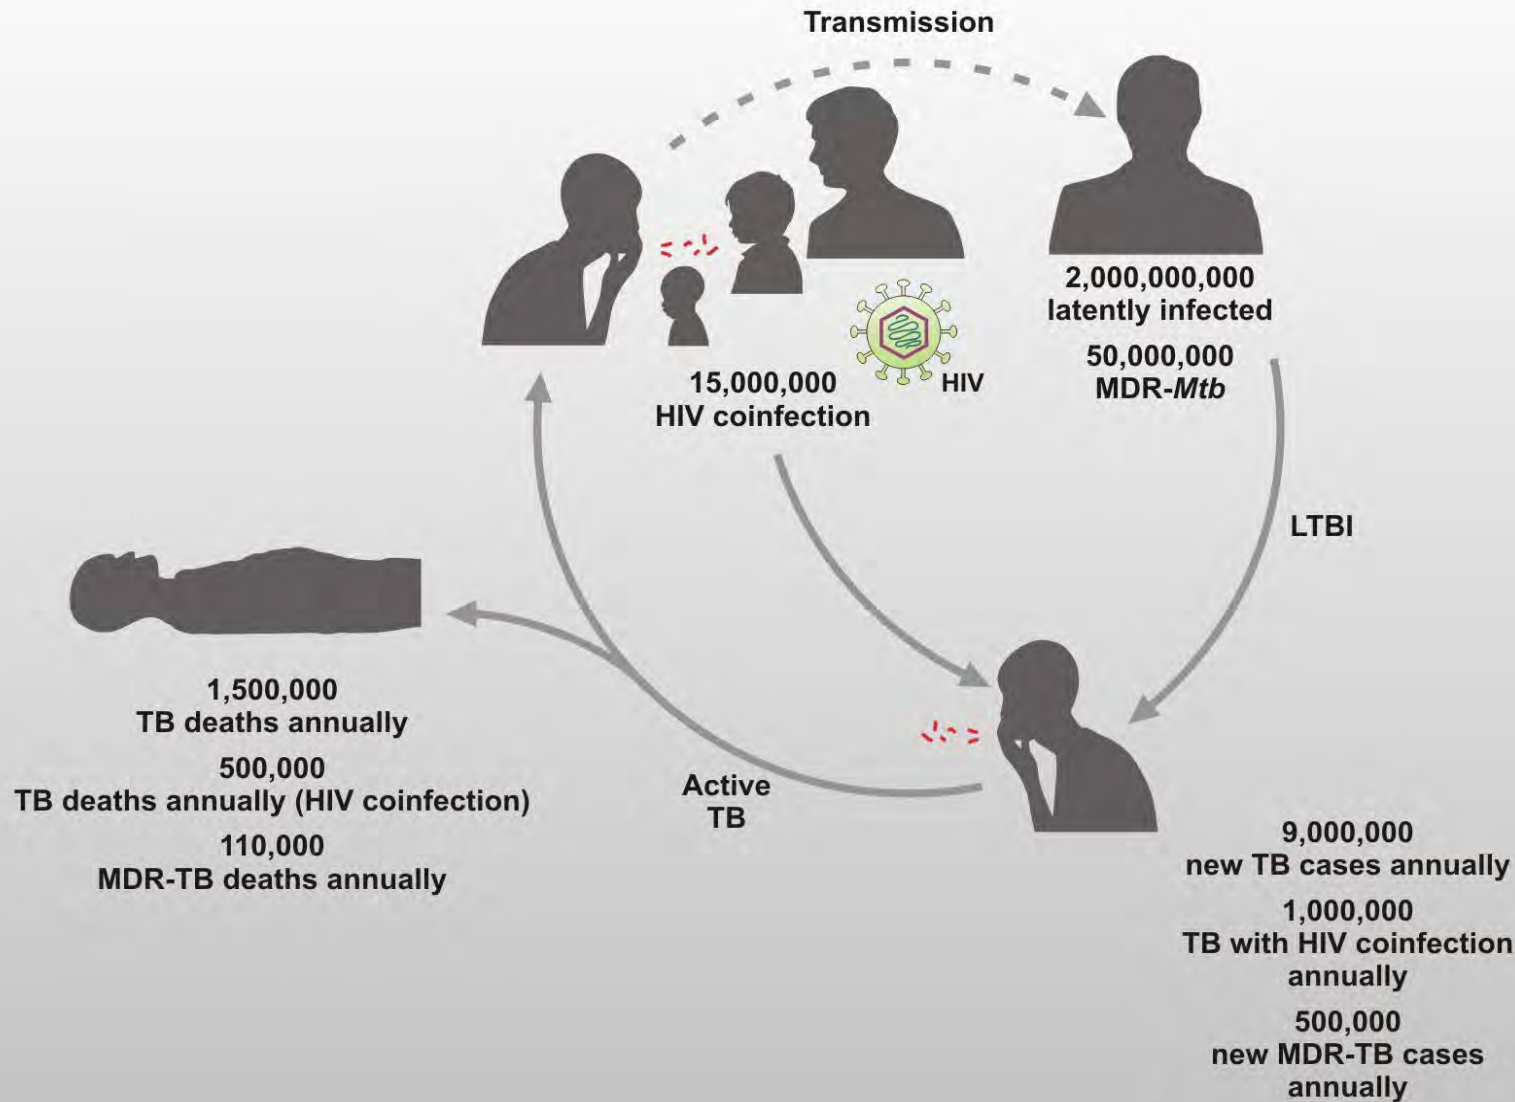 Transmission
2,000,000,000
latently infected
50,000,000
MDR-Mtb
15,000,000
HIV coinfection
HIV
LTBI
1,500,000
TB deaths annually
500,000
TB deaths annually (HIV coinfection)
110,000
MDR-TB deaths annually
Active
TB
9,000,000
new TB cases annually
1,000,000
TB with HIV coinfection
annually
500,000
new MDR-TB cases
annually